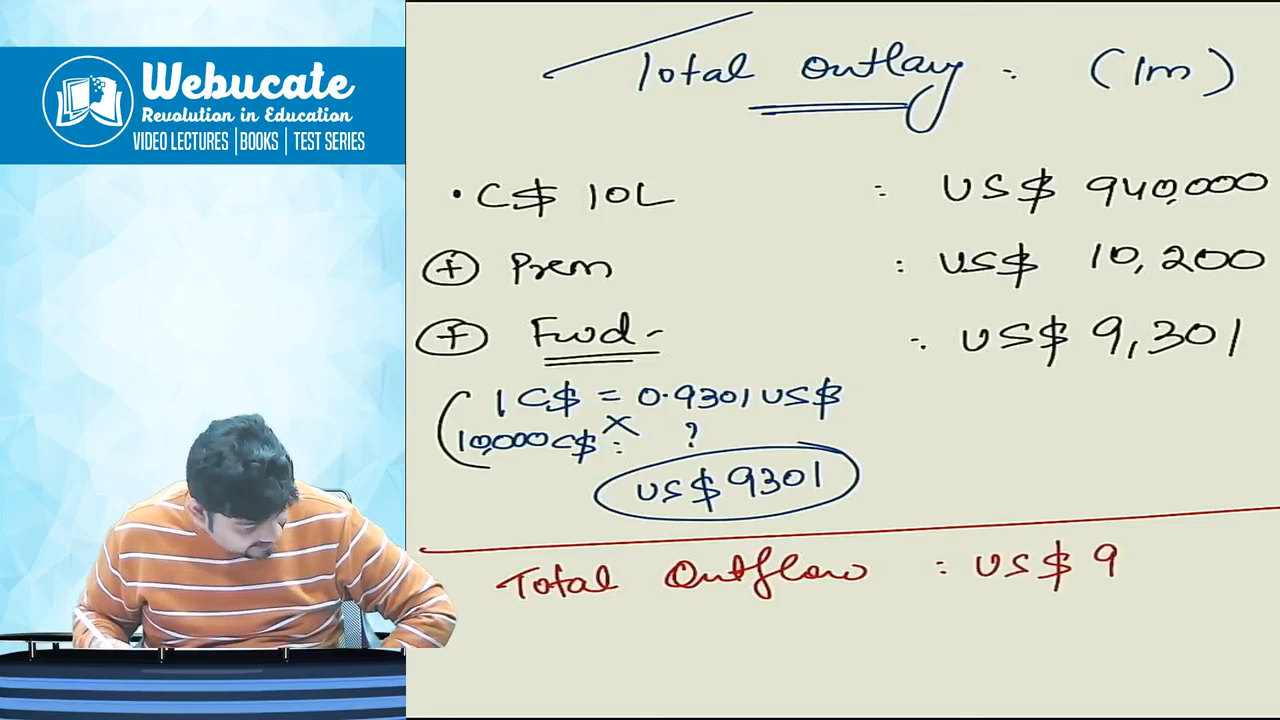 Webucate
Revolution in Education
VIDEO LECTURES | BOOKS | TEST SERIES
Total Outlay : (1m)
• C$ 10L : US$ 940,000
+ Prem : US$ 10,200
+ Fwd - : US$ 9,301
1 C$ = 0.9301 US$
10,000 C$ : ?
US$ 9301
Total Outflow : US$ 9